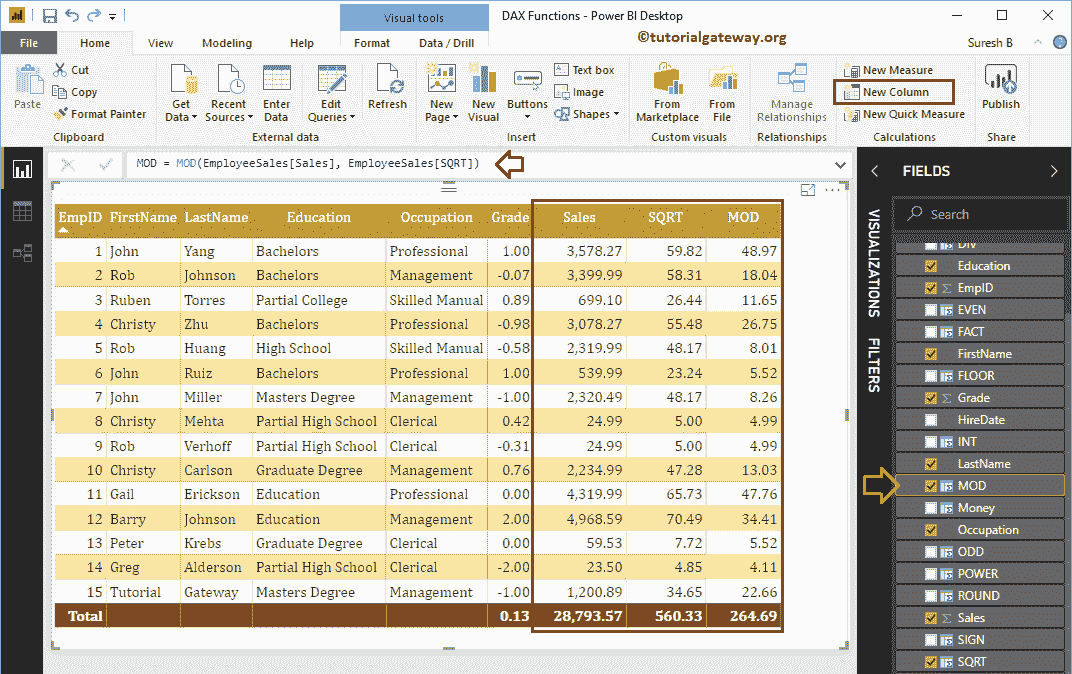 DAX Functions - Power BI Desktop
Visual tools
©tutorialgateway.org
File Home View Modeling Help Format Data / Drill Suresh B
Paste
Cut
Copy
Format Painter
Clipboard
Get Data
Recent Sources
Enter Data
Edit Queries
External data
Refresh
New Page
New Visual
Buttons
Text box
Image
Shapes
Insert
From Marketplace
From File
Custom visuals
Manage Relationships
Relationships
New Measure
New Column
New Quick Measure
Calculations
Publish
Share
MOD = MOD(EmployeeSales[Sales], EmployeeSales[SQRT])
EmpID FirstName LastName Education Occupation Grade Sales SQRT MOD
1 John Yang Bachelors Professional 1.00 3,578.27 59.82 48.97
2 Rob Johnson Bachelors Management -0.07 3,399.99 58.31 18.04
3 Ruben Torres Partial College Skilled Manual 0.89 699.10 26.44 11.65
4 Christy Zhu Bachelors Professional -0.98 3,078.27 55.48 26.75
5 Rob Huang High School Skilled Manual -0.58 2,319.99 48.17 8.01
6 John Ruiz Bachelors Professional 1.00 539.99 23.24 5.52
7 John Miller Masters Degree Management -1.00 2,320.49 48.17 8.26
8 Christy Mehta Partial High School Clerical 0.42 24.99 5.00 4.99
9 Rob Verhoff Partial High School Clerical -0.31 24.99 5.00 4.99
10 Christy Carlson Graduate Degree Management 0.76 2,234.99 47.28 13.03
11 Gail Erickson Education Professional 0.00 4,319.99 65.73 47.76
12 Barry Johnson Education Management 2.00 4,968.59 70.49 34.41
13 Peter Krebs Graduate Degree Clerical 0.00 59.53 7.72 5.52
14 Greg Alderson Partial High School Clerical -2.00 23.50 4.85 4.11
15 Tutorial Gateway Masters Degree Management -1.00 1,200.89 34.65 22.66
Total 0.13 28,793.57 560.33 264.69
VISUALIZATIONS
FILTERS
FIELDS
Search
DIV
Education
EmpID
EVEN
FACT
FirstName
FLOOR
Grade
HireDate
INT
LastName
MOD
Money
Occupation
ODD
POWER
ROUND
Sales
SIGN
SQRT